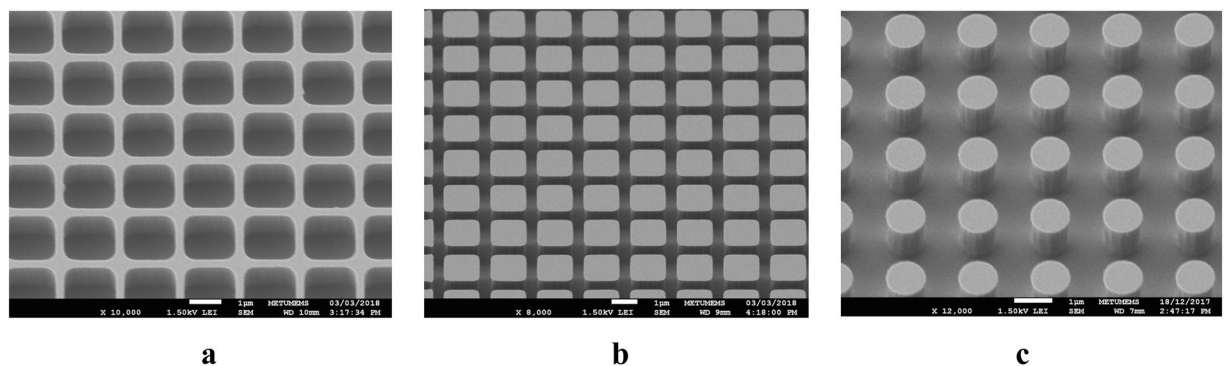 1µm METUMEMS 03/03/2018
X 10,000 1.50kV LEI SEM WD 10mm 3:17:34 PM
1µm METUMEMS 03/03/2018
X 8,000 1.50kV LEI SEM WD 9mm 4:18:00 PM
1µm METUMEMS 18/12/2017
X 12,000 1.50kV LEI SEM WD 7mm 2:47:17 PM
a b c